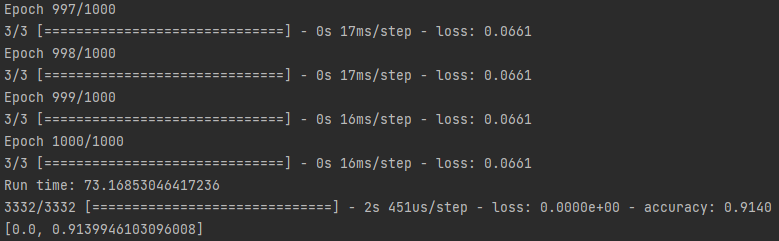 Epoch 997/1000
3/3 [==============================] - 0s 17ms/step - loss: 0.0661
Epoch 998/1000
3/3 [==============================] - 0s 17ms/step - loss: 0.0661
Epoch 999/1000
3/3 [==============================] - 0s 16ms/step - loss: 0.0661
Epoch 1000/1000
3/3 [==============================] - 0s 16ms/step - loss: 0.0661
Run time: 73.16853046417236
3332/3332 [==============================] - 2s 451us/step - loss: 0.0000e+00 - accuracy: 0.9140
[0.0, 0.9139946103096008]